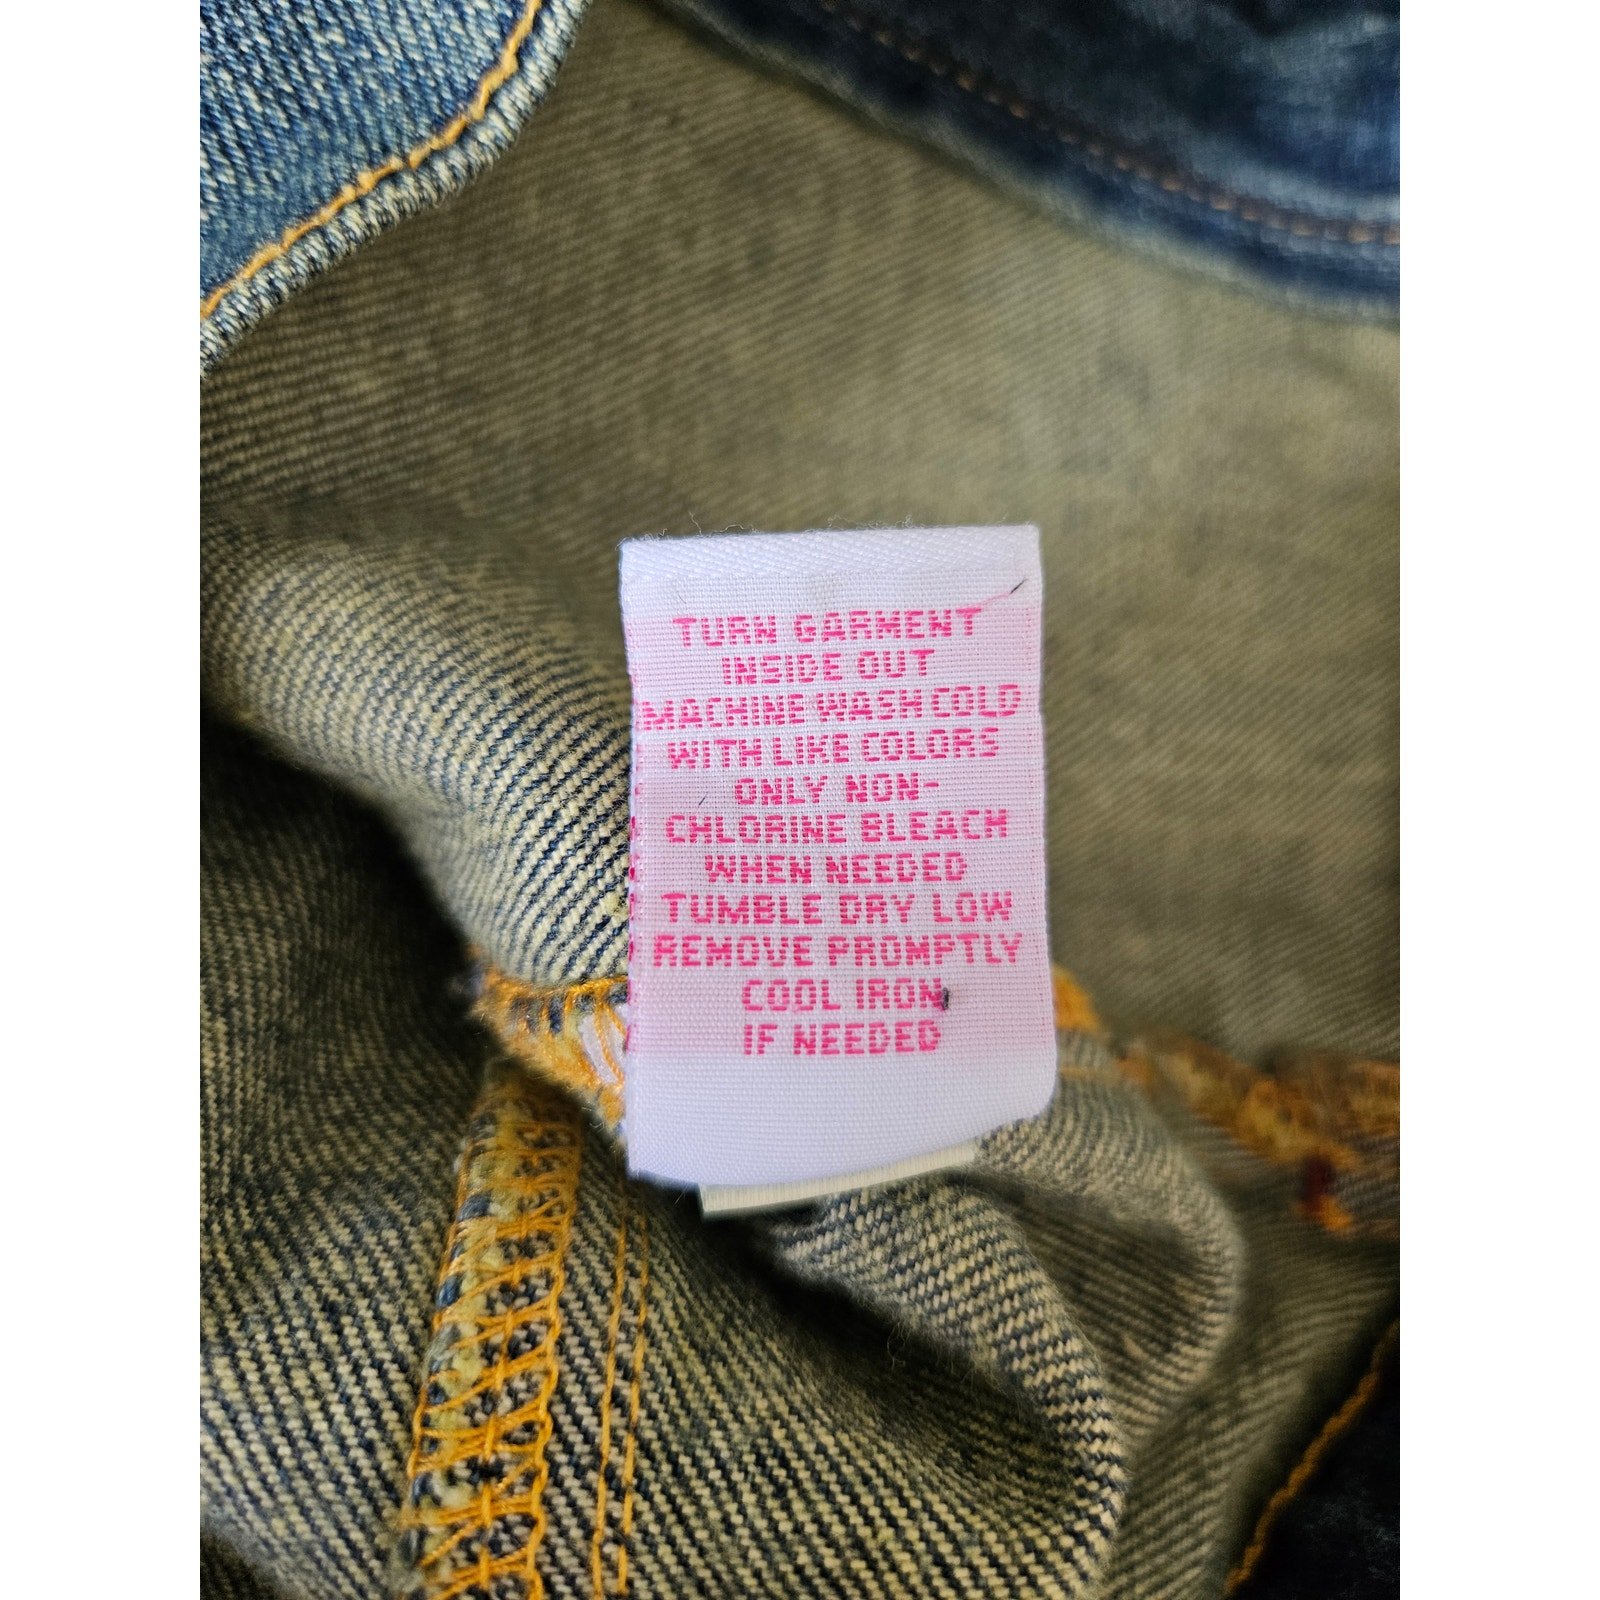 TURN GARMENT
INSIDE OUT
MACHINE WASH COLD
WITH LIKE COLORS
ONLY NON-
CHLORINE BLEACH
WHEN NEEDED
TUMBLE DRY LOW
REMOVE PROMPTLY
COOL IRON
IF NEEDED